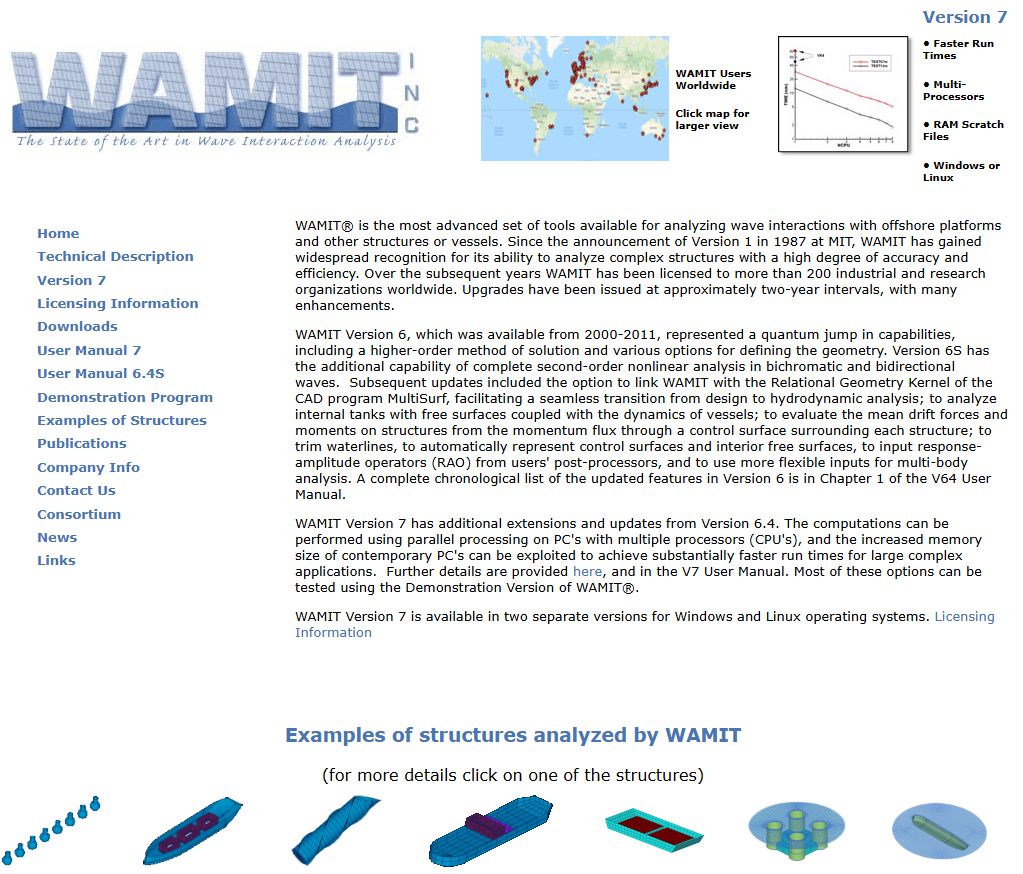 WAMIT
INC
The State of the Art in Wave Interaction Analysis
WAMIT Users
Worldwide
Click map for
larger view
V64
TIME (min)
NCPU
Version 7
• Faster Run
Times
• Multi-
Processors
• RAM Scratch
Files
• Windows or
Linux
Home
Technical Description
Version 7
Licensing Information
Downloads
User Manual 7
User Manual 6.4S
Demonstration Program
Examples of Structures
Publications
Company Info
Contact Us
Consortium
News
Links
WAMIT® is the most advanced set of tools available for analyzing wave interactions with offshore platforms
and other structures or vessels. Since the announcement of Version 1 in 1987 at MIT, WAMIT has gained
widespread recognition for its ability to analyze complex structures with a high degree of accuracy and
efficiency. Over the subsequent years WAMIT has been licensed to more than 200 industrial and research
organizations worldwide. Upgrades have been issued at approximately two-year intervals, with many
enhancements.
WAMIT Version 6, which was available from 2000-2011, represented a quantum jump in capabilities,
including a higher-order method of solution and various options for defining the geometry. Version 6S has
the additional capability of complete second-order nonlinear analysis in bichromatic and bidirectional
waves.  Subsequent updates included the option to link WAMIT with the Relational Geometry Kernel of the
CAD program MultiSurf, facilitating a seamless transition from design to hydrodynamic analysis; to analyze
internal tanks with free surfaces coupled with the dynamics of vessels; to evaluate the mean drift forces and
moments on structures from the momentum flux through a control surface surrounding each structure; to
trim waterlines, to automatically represent control surfaces and interior free surfaces, to input response-
amplitude operators (RAO) from users' post-processors, and to use more flexible inputs for multi-body
analysis. A complete chronological list of the updated features in Version 6 is in Chapter 1 of the V64 User
Manual.
WAMIT Version 7 has additional extensions and updates from Version 6.4. The computations can be
performed using parallel processing on PC's with multiple processors (CPU's), and the increased memory
size of contemporary PC's can be exploited to achieve substantially faster run times for large complex
applications.  Further details are provided here, and in the V7 User Manual. Most of these options can be
tested using the Demonstration Version of WAMIT®.
WAMIT Version 7 is available in two separate versions for Windows and Linux operating systems. Licensing
Information
Examples of structures analyzed by WAMIT
(for more details click on one of the structures)